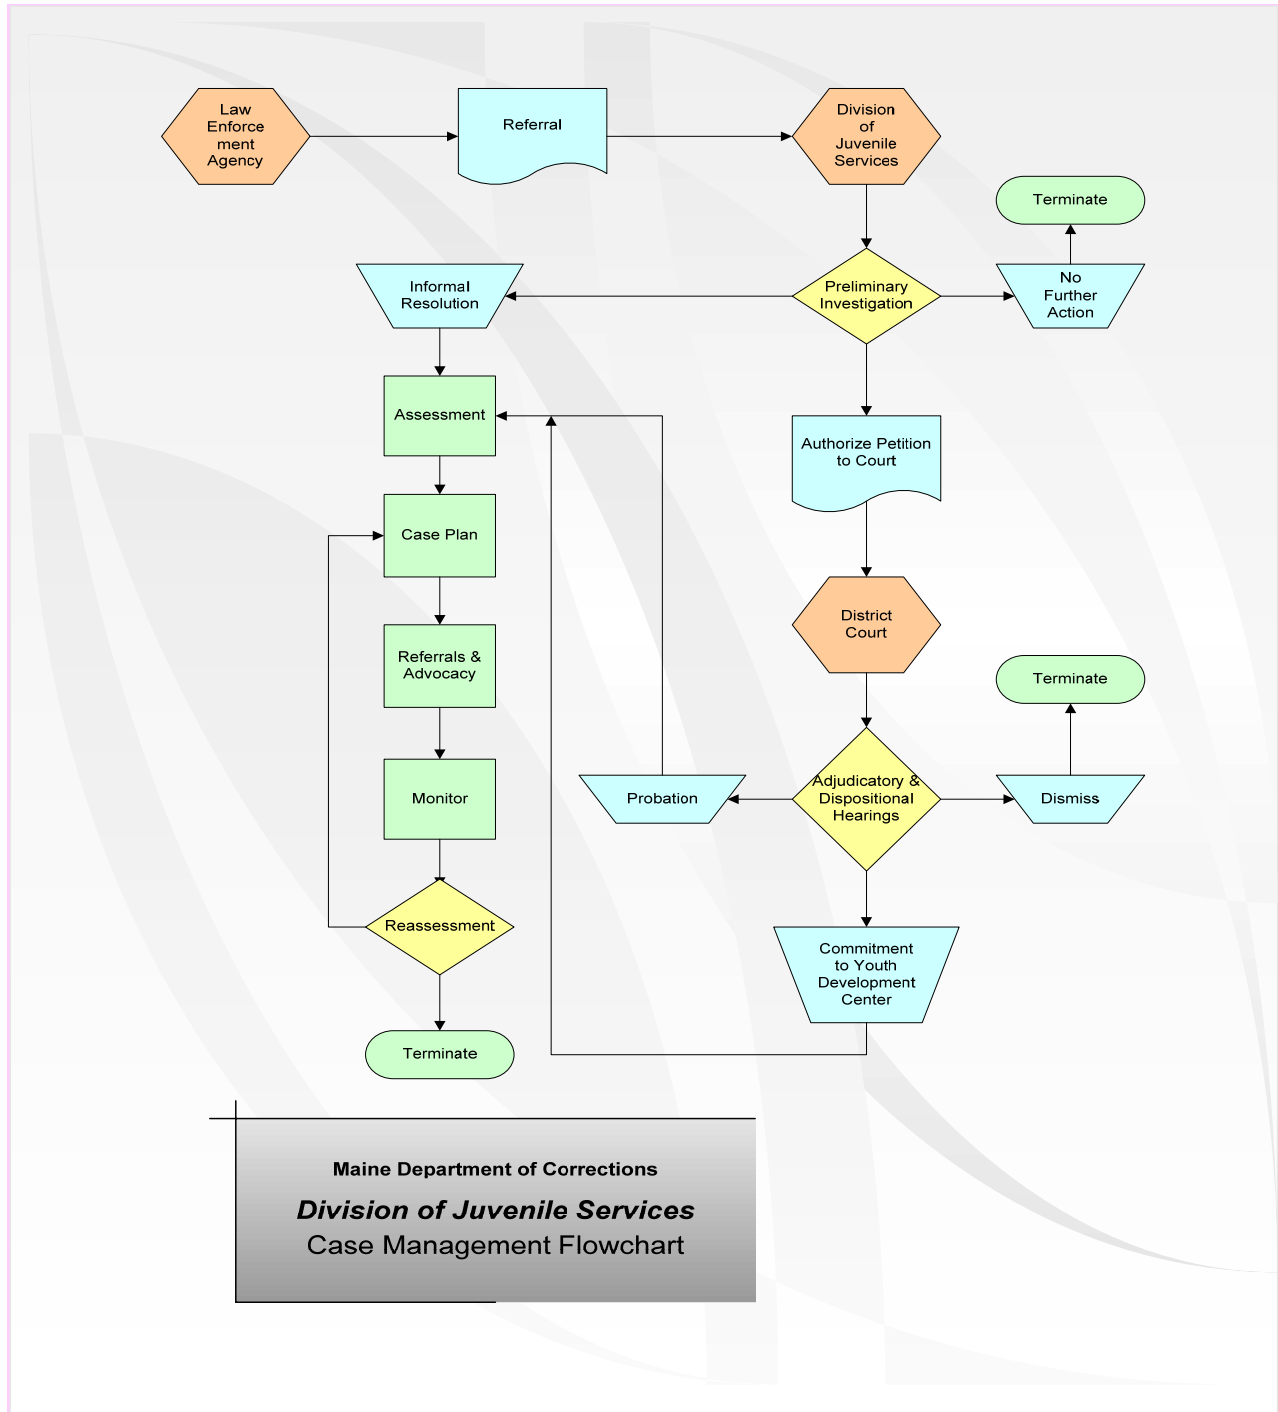 Law
Enforce
ment
Agency
Referral
Division
of
Juvenile
Services
Terminate
Informal
Resolution
Preliminary
Investigation
No
Further
Action
Assessment
Authorize Petition
to Court
Case Plan
District
Court
Referrals &
Advocacy
Terminate
Monitor
Probation
Adjudicatory &
Dispositional
Hearings
Dismiss
Reassessment
Commitment
to Youth
Development
Center
Terminate
Maine Department of Corrections
Division of Juvenile Services
Case Management Flowchart